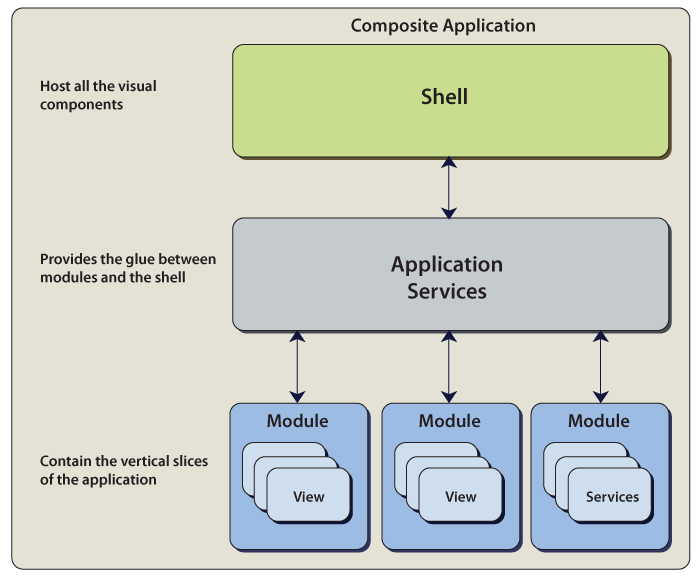 Composite Application
Host all the visual
components
Shell
Provides the glue between
modules and the shell
Application
Services
Contain the vertical slices
of the application
Module
View
Module
View
Module
Services